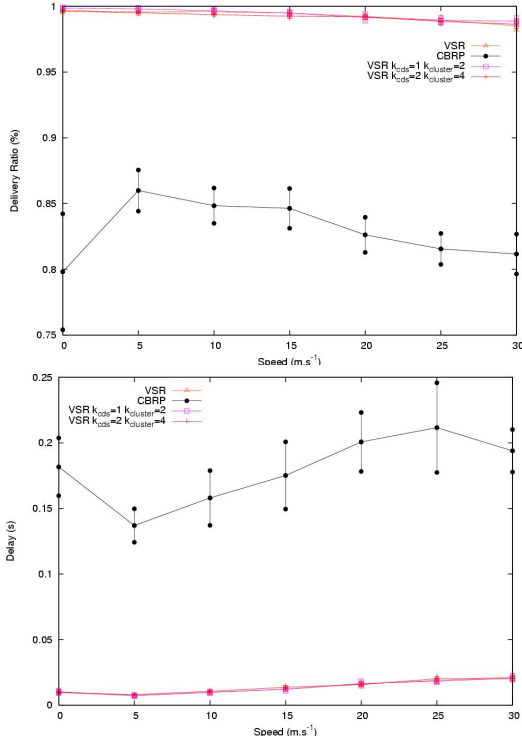 1
0.95
0.9
0.85
0.8
0.75
0 5 10 15 20 25 30
Delivery Ratio (%)
Speed (m.s-1)
VSR
CBRP
VSR kcds=1 kcluster=2
VSR kcds=2 kcluster=4
0.25
0.2
0.15
0.1
0.05
0
0 5 10 15 20 25 30
Delay (s)
Speed (m.s-1)
VSR
CBRP
VSR kcds=1 kcluster=2
VSR kcds=2 kcluster=4